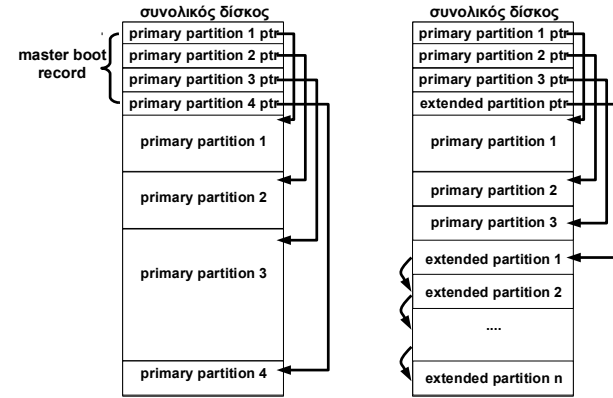 συνολικός δίσκος
master boot
record
primary partition 1 ptr
primary partition 2 ptr
primary partition 3 ptr
primary partition 4 ptr
primary partition 1
primary partition 2
primary partition 3
primary partition 4
συνολικός δίσκος
primary partition 1 ptr
primary partition 2 ptr
primary partition 3 ptr
extended partition ptr
primary partition 1
primary partition 2
primary partition 3
extended partition 1
extended partition 2
....
extended partition n